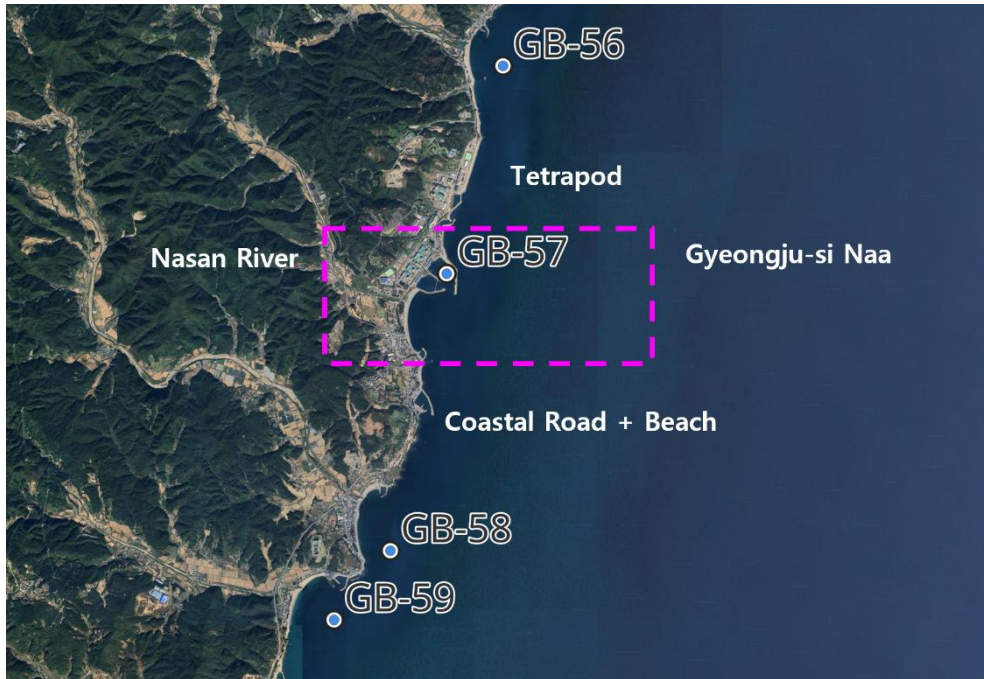 GB-56
Tetrapod
Nasan River
GB-57
Gyeongju-si Naa
Coastal Road + Beach
GB-58
GB-59